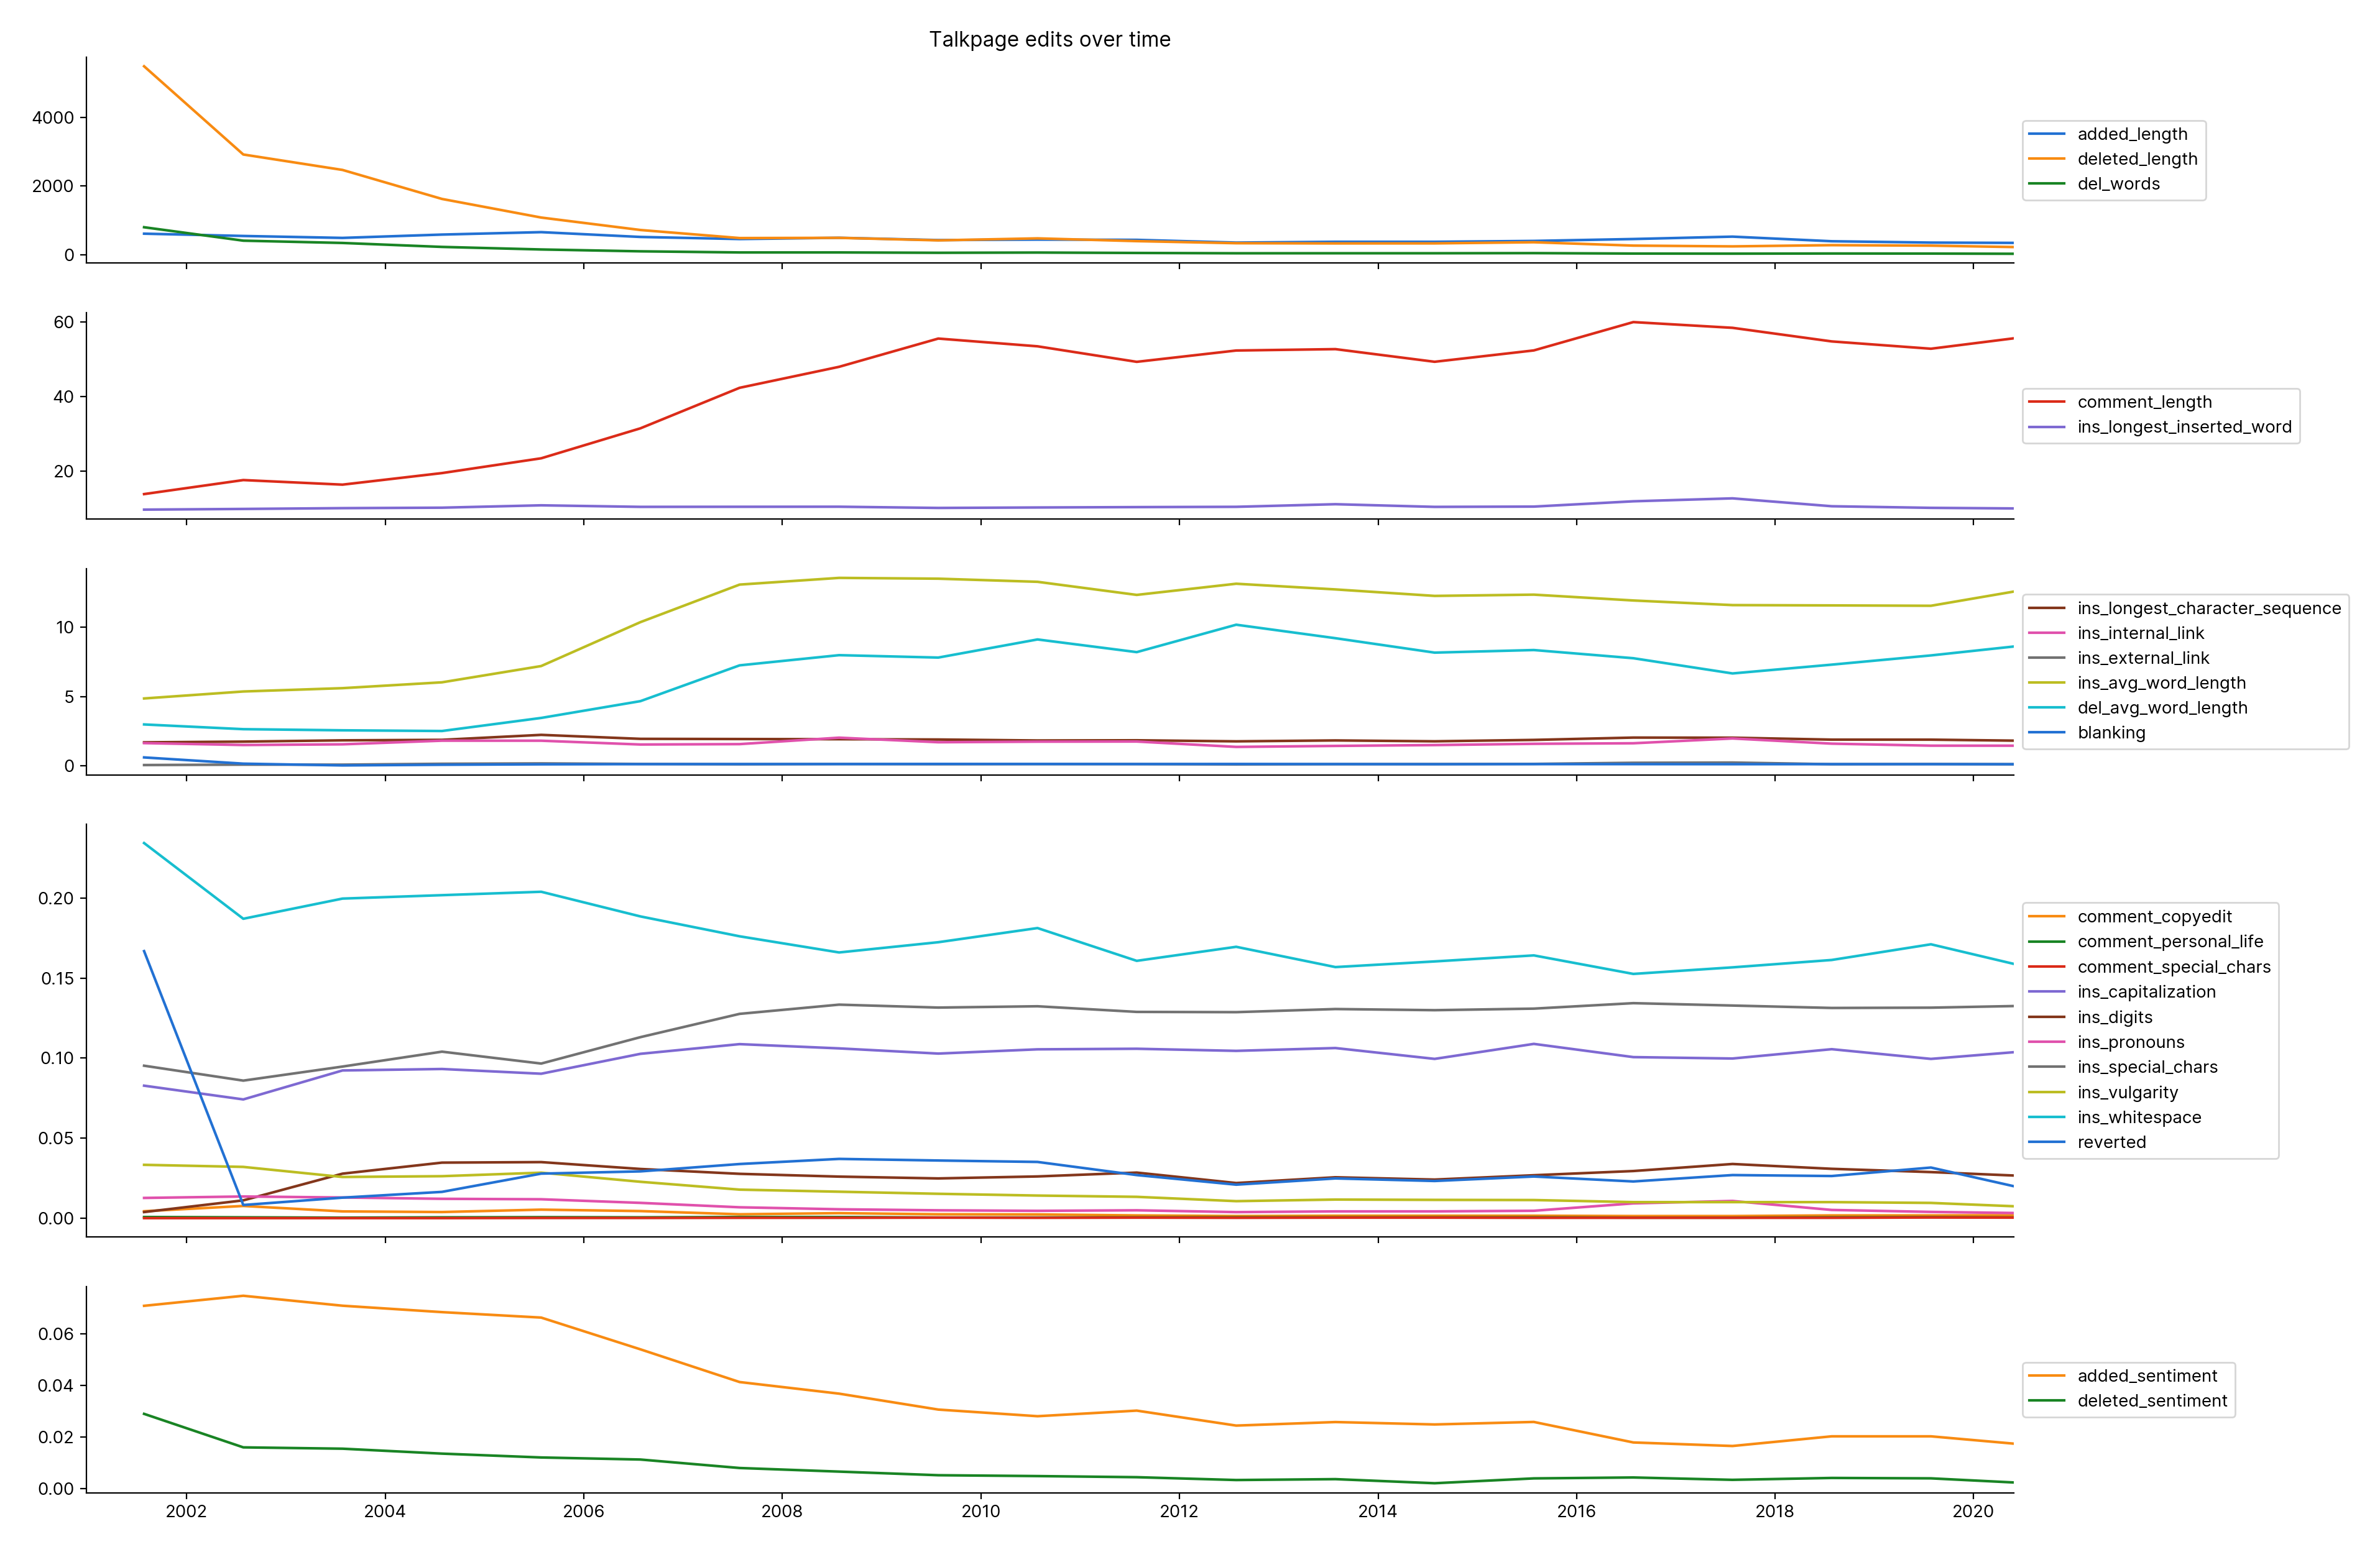 Talkpage edits over time
4000
2000
0
added_length
deleted_length
del_words
60
40
20
comment_length
ins_longest_inserted_word
10
5
0
ins_longest_character_sequence
ins_internal_link
ins_external_link
ins_avg_word_length
del_avg_word_length
blanking
0.20
0.15
0.10
0.05
0.00
comment_copyedit
comment_personal_life
comment_special_chars
ins_capitalization
ins_digits
ins_pronouns
ins_special_chars
ins_vulgarity
ins_whitespace
reverted
0.06
0.04
0.02
0.00
added_sentiment
deleted_sentiment
2002 2004 2006 2008 2010 2012 2014 2016 2018 2020